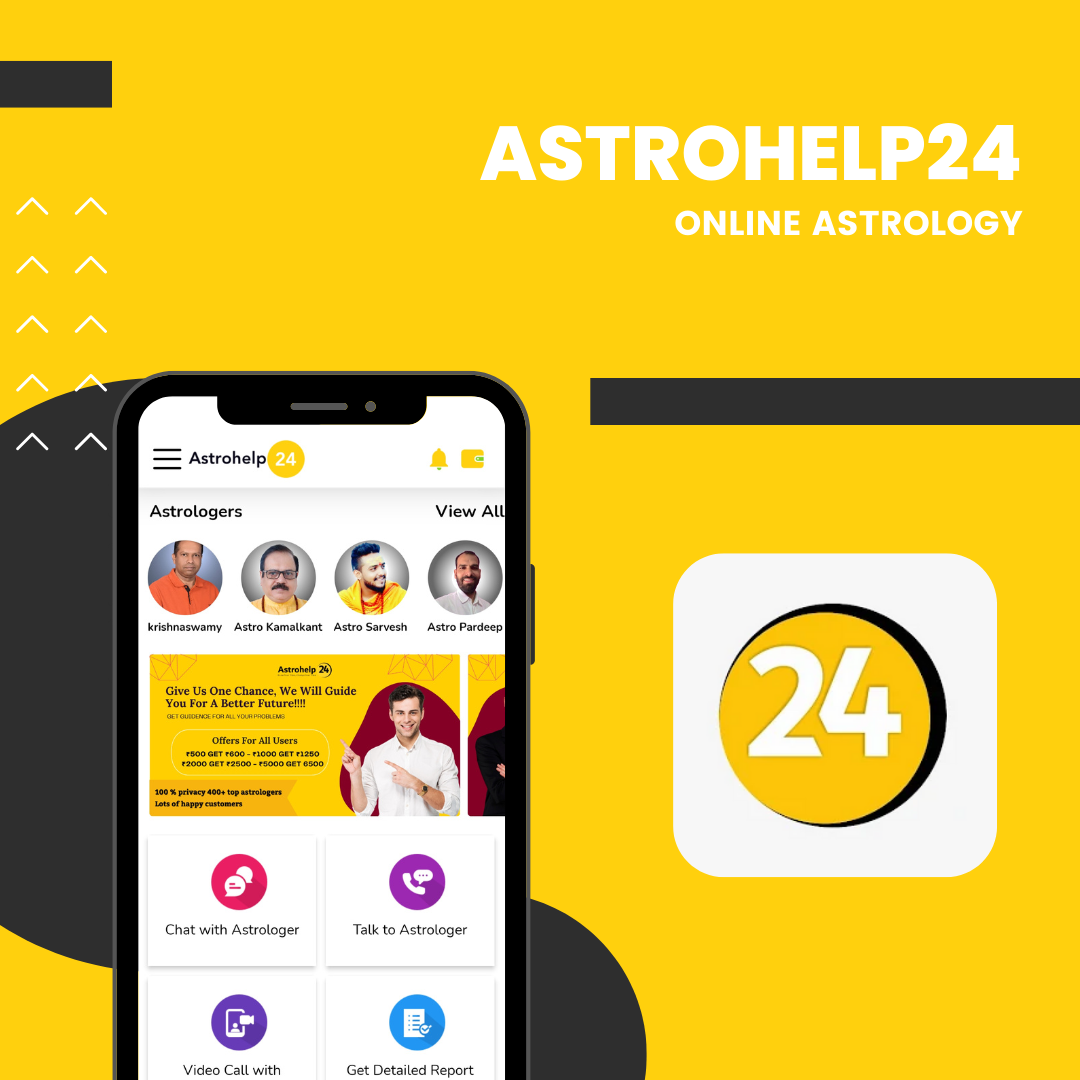 ASTROHELP24
ONLINE ASTROLOGY
Astrohelp 24
Astrologers
View All
krishnaswamy
Astro Kamalkant
Astro Sarvesh
Astro Pardeep
Astrohelp 24
Give Us One Chance, We Will Guide
You For A Better Future!!!!
GET GUIDENCE FOR ALL YOUR PROBLEMS
Offers For All Users
₹500 GET ₹600 - ₹1000 GET ₹1250
₹2000 GET ₹2500 - ₹5000 GET 6500
100 % privacy 400+ top astrologers
Lots of happy customers
Chat with Astrologer
Talk to Astrologer
Video Call with
Get Detailed Report
24